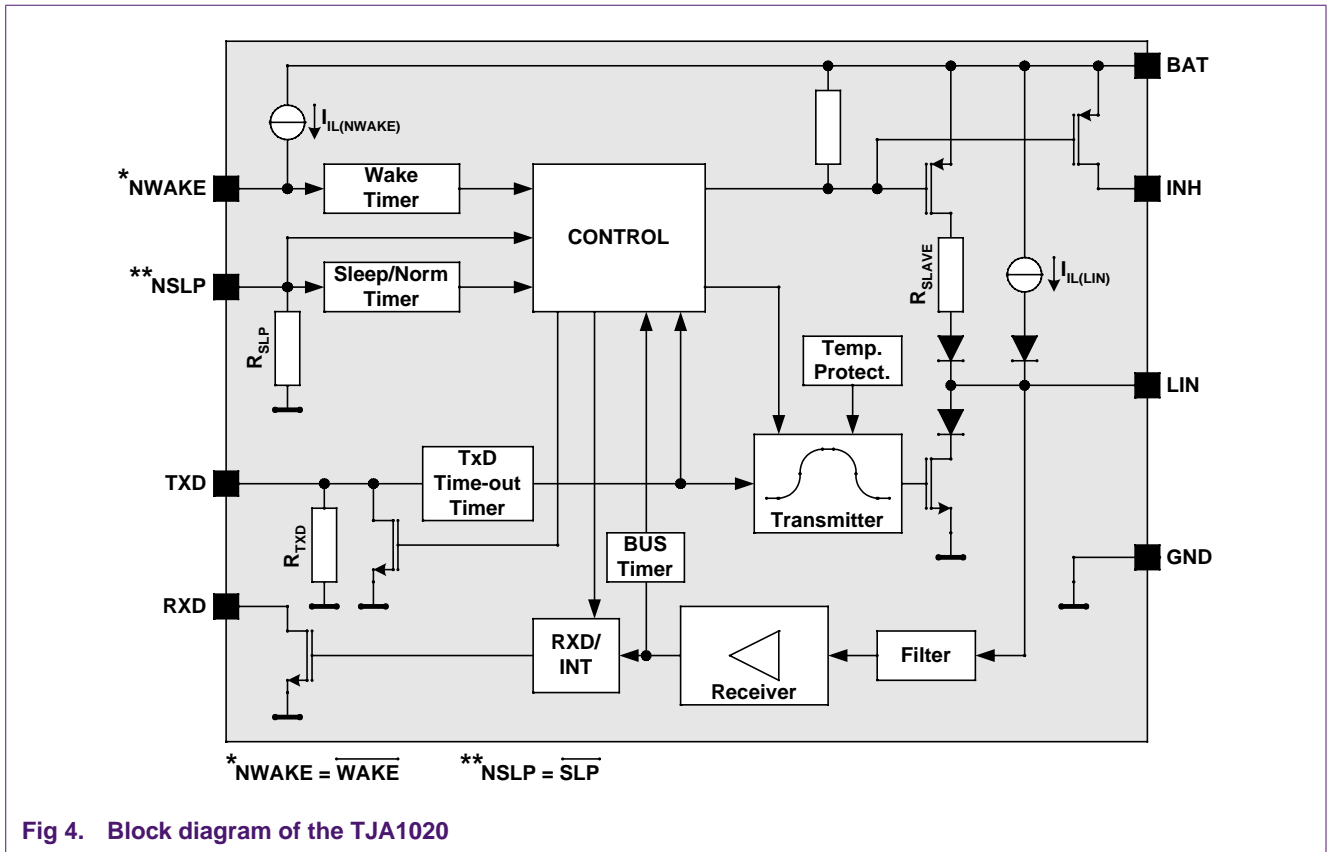 BAT
I_IL(NWAKE)
*NWAKE
Wake
Timer
INH
CONTROL
**NSLP
Sleep/Norm
Timer
R_SLAVE
I_IL(LIN)
R_SLP
Temp.
Protect.
LIN
TXD
TxD
Time-out
Timer
Transmitter
R_TXD
BUS
Timer
GND
RXD
RXD/
INT
Receiver
Filter
*NWAKE = W̅A̅K̅E̅
**NSLP = S̅L̅P̅
Fig 4. Block diagram of the TJA1020